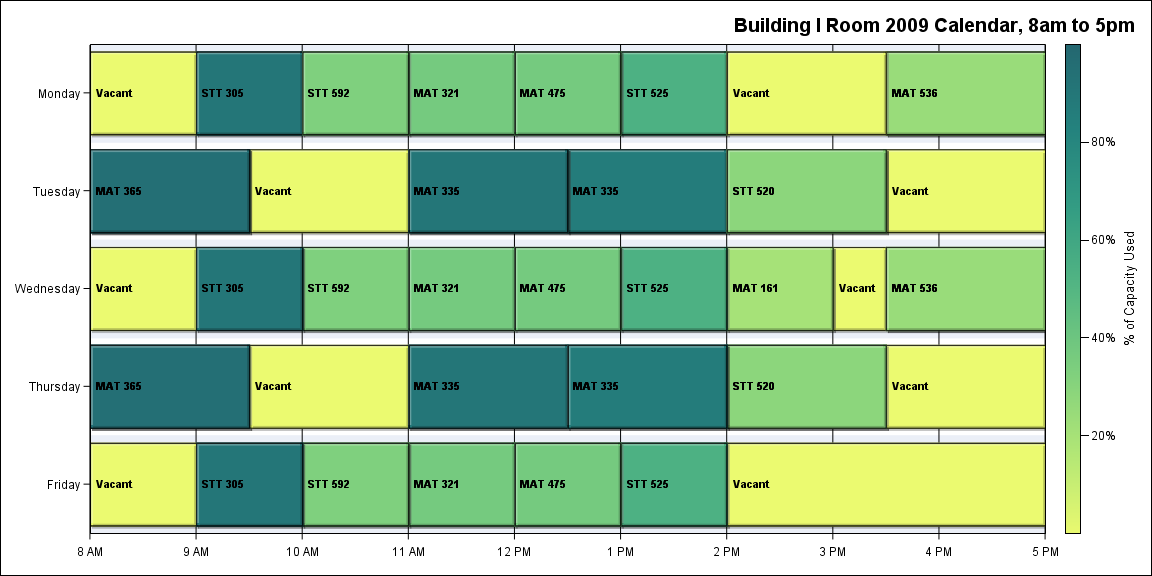 Building I Room 2009 Calendar, 8am to 5pm
Monday
Vacant
STT 305
STT 592
MAT 321
MAT 475
STT 525
Vacant
MAT 536
Tuesday
MAT 365
Vacant
MAT 335
MAT 335
STT 520
Vacant
Wednesday
Vacant
STT 305
STT 592
MAT 321
MAT 475
STT 525
MAT 161
Vacant
MAT 536
Thursday
MAT 365
Vacant
MAT 335
MAT 335
STT 520
Vacant
Friday
Vacant
STT 305
STT 592
MAT 321
MAT 475
STT 525
Vacant
8 AM
9 AM
10 AM
11 AM
12 PM
1 PM
2 PM
3 PM
4 PM
5 PM
80%
60%
40%
20%
% of Capacity Used